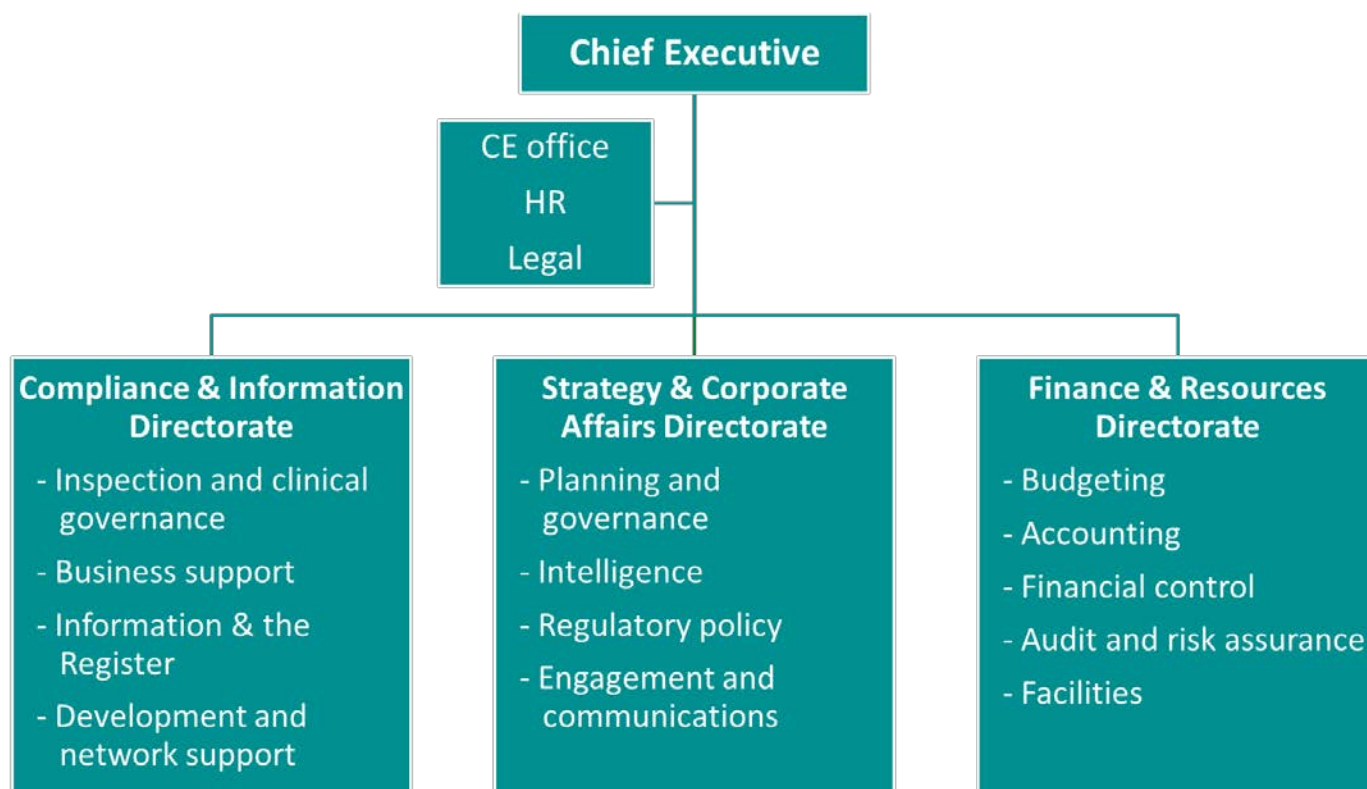 Chief Executive
CE office
HR
Legal
Compliance & Information
Directorate
- Inspection and clinical
governance
- Business support
- Information & the
Register
- Development and
network support
Strategy & Corporate
Affairs Directorate
- Planning and
governance
- Intelligence
- Regulatory policy
- Engagement and
communications
Finance & Resources
Directorate
- Budgeting
- Accounting
- Financial control
- Audit and risk assurance
- Facilities